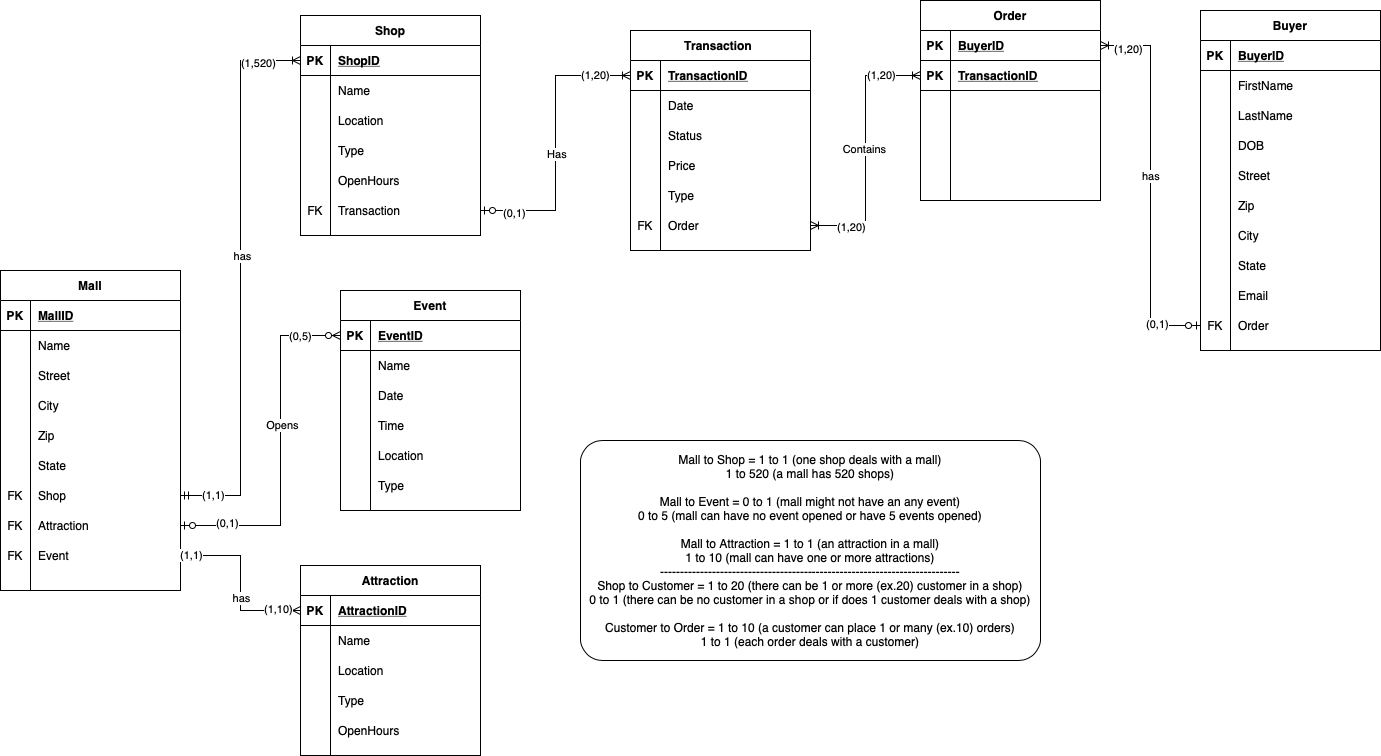 Shop
PK ShopID
Name
Location
Type
OpenHours
FK Transaction
(1,520)
has
(1,1)
Transaction
PK TransactionID
Date
Status
Price
Type
FK Order
(1,20)
Has
(0,1)
Order
PK BuyerID
PK TransactionID
(1,20)
Contains
(1,20)
Buyer
PK BuyerID
FirstName
LastName
DOB
Street
Zip
City
State
Email
FK Order
(1,20)
has
(0,1)
Mall
PK MallID
Name
Street
City
Zip
State
FK Shop
FK Attraction
FK Event
Event
PK EventID
Name
Date
Time
Location
Type
(0,5)
Opens
(0,1)
(1,1)
has
(1,10)
Attraction
PK AttractionID
Name
Location
Type
OpenHours
Mall to Shop = 1 to 1 (one shop deals with a mall)
1 to 520 (a mall has 520 shops)
Mall to Event = 0 to 1 (mall might not have an any event)
0 to 5 (mall can have no event opened or have 5 events opened)
Mall to Attraction = 1 to 1 (an attraction in a mall)
1 to 10 (mall can have one or more attractions)
---------------------------------------------------------------------------
Shop to Customer = 1 to 20 (there can be 1 or more (ex.20) customer in a shop)
0 to 1 (there can be no customer in a shop or if does 1 customer deals with a shop)
Customer to Order = 1 to 10 (a customer can place 1 or many (ex.10) orders)
1 to 1 (each order deals with a customer)